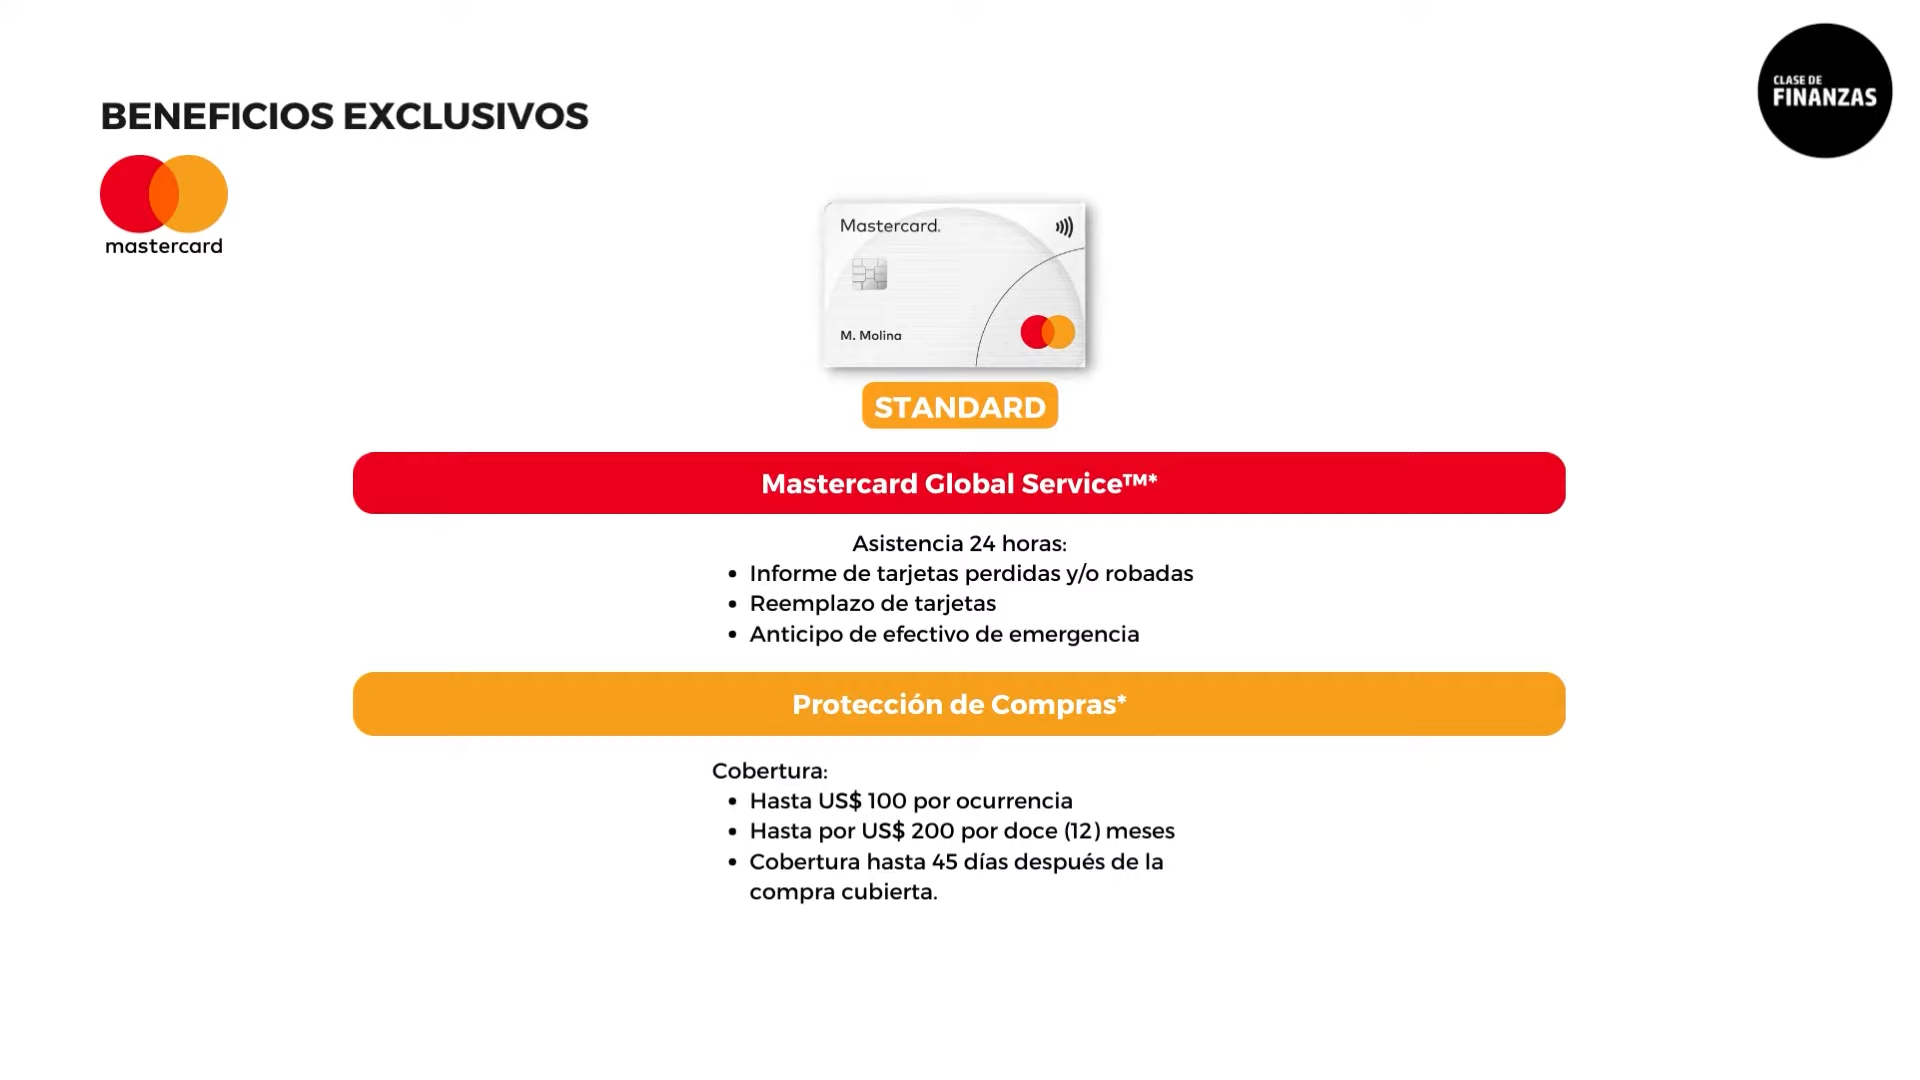 CLASE DE
FINANZAS
BENEFICIOS EXCLUSIVOS
mastercard
Mastercard.
M. Molina
STANDARD
Mastercard Global Service™*
Asistencia 24 horas:
• Informe de tarjetas perdidas y/o robadas
• Reemplazo de tarjetas
• Anticipo de efectivo de emergencia
Protección de Compras*
Cobertura:
• Hasta US$ 100 por ocurrencia
• Hasta por US$ 200 por doce (12) meses
• Cobertura hasta 45 días después de la
compra cubierta.